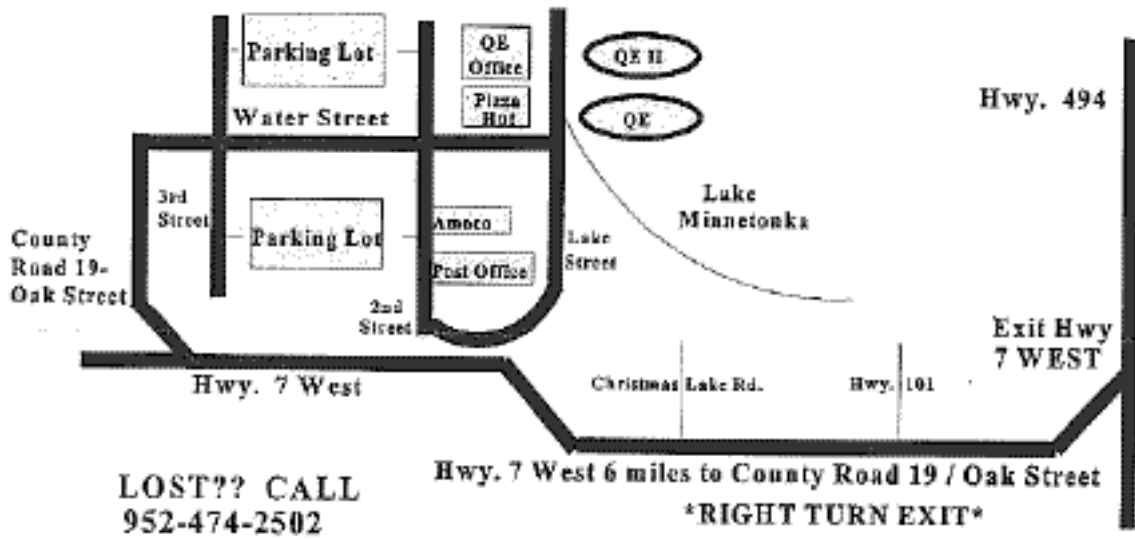 Parking Lot
QE
Office
QE II
Hwy. 494
Pizza
Hut
QE
Water Street
3rd
Street
Parking Lot
Amoco
Lake
Minnetonka
County
Road 19-
Oak Street
Post Office
Lake
Street
2nd
Street
Exit Hwy
7 WEST
Hwy. 7 West
Christmas Lake Rd.
Hwy. 101
Hwy. 7 West 6 miles to County Road 19 / Oak Street
*RIGHT TURN EXIT*
LOST?? CALL
952-474-2502